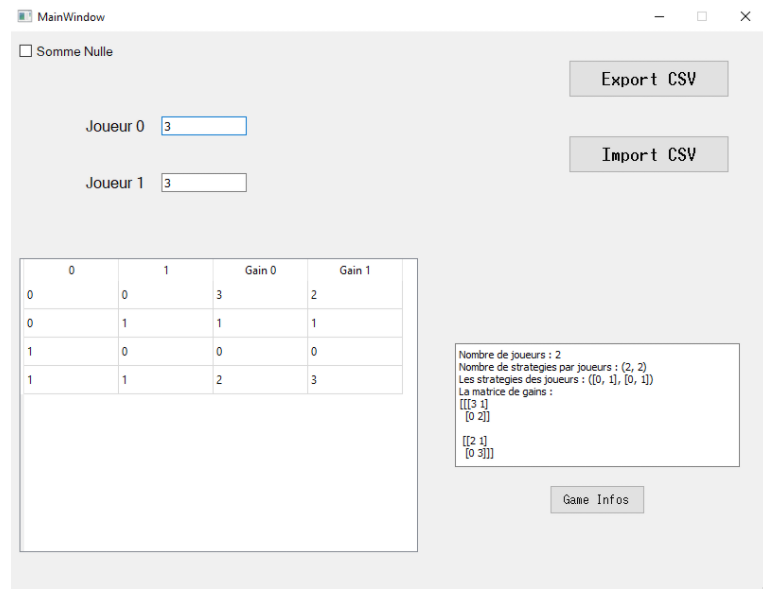 MainWindow
Somme Nulle
Export CSV
Joueur 0 3
Import CSV
Joueur 1 3
0 1 Gain 0 Gain 1
0 0 3 2
0 1 1 1
1 0 0 0
1 1 2 3
Nombre de joueurs : 2
Nombre de strategies par joueurs : (2, 2)
Les strategies des joueurs : ([0, 1], [0, 1])
La matrice de gains :
[[[3 1]
[0 2]]
[[2 1]
[0 3]]]
Game Infos